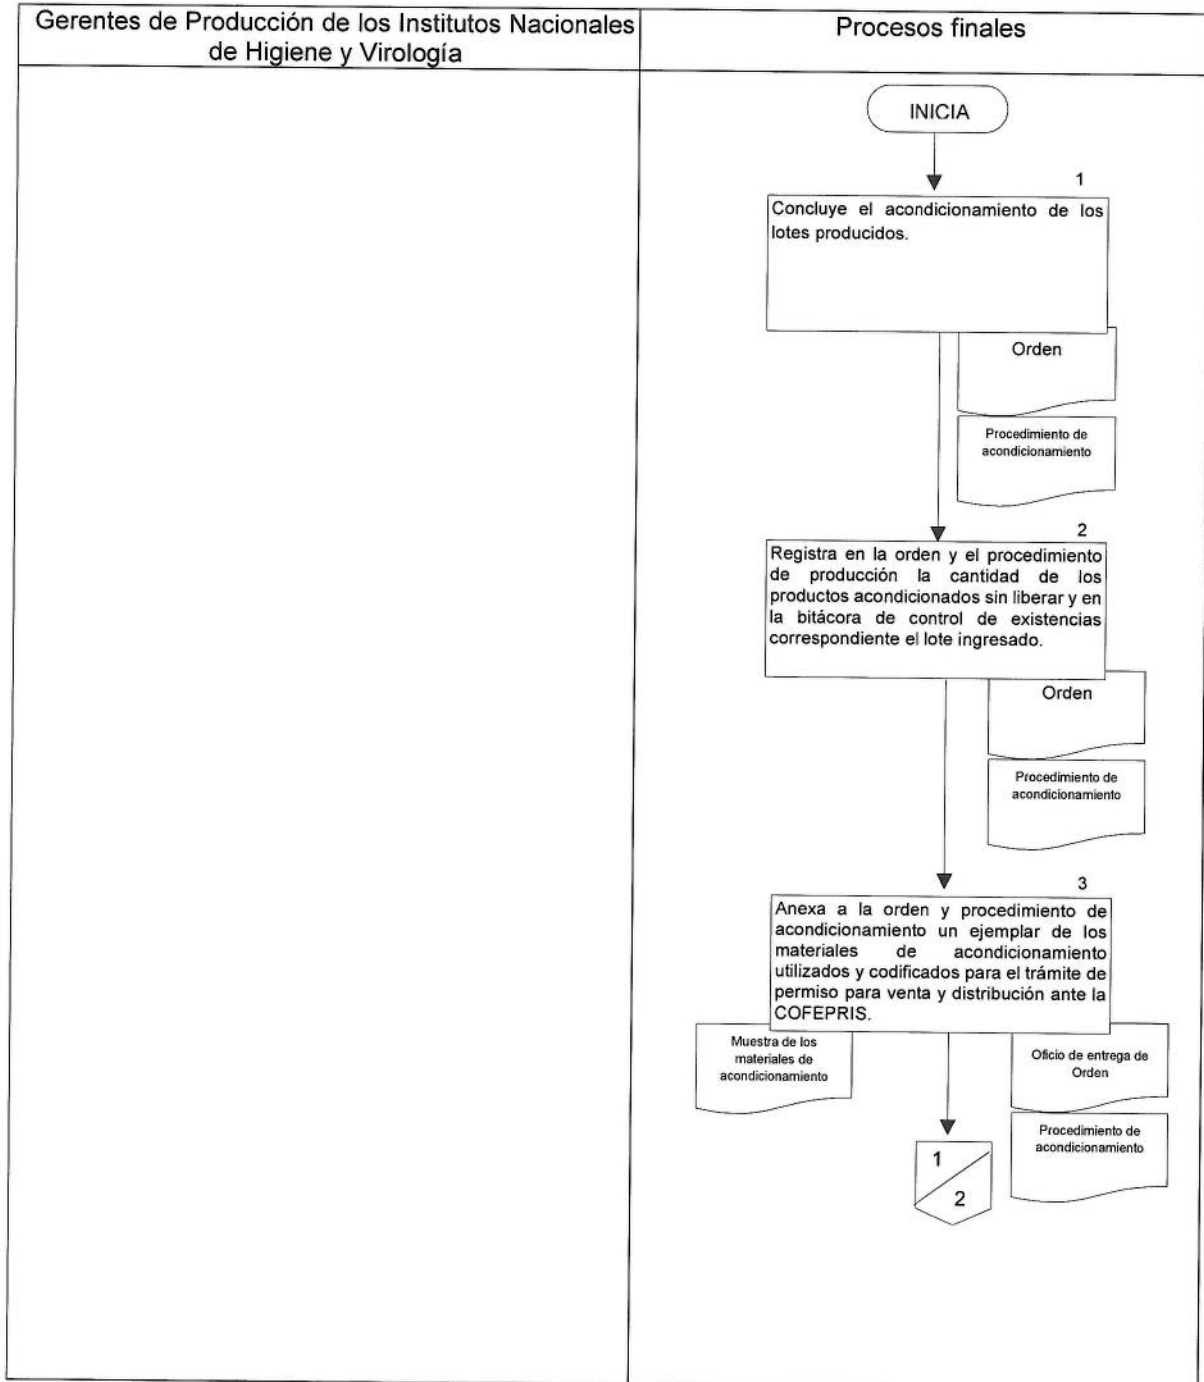 Gerentes de Producción de los Institutos Nacionales
de Higiene y Virología
Procesos finales
INICIA
1
Concluye el acondicionamiento de los
lotes producidos.
Orden
Procedimiento de
acondicionamiento
2
Registra en la orden y el procedimiento
de producción la cantidad de los
productos acondicionados sin liberar y en
la bitácora de control de existencias
correspondiente el lote ingresado.
Orden
Procedimiento de
acondicionamiento
3
Anexa a la orden y procedimiento de
acondicionamiento un ejemplar de los
materiales de acondicionamiento
utilizados y codificados para el trámite de
permiso para venta y distribución ante la
COFEPRIS.
Muestra de los
materiales de
acondicionamiento
Oficio de entrega de
Orden
Procedimiento de
acondicionamiento
1
2